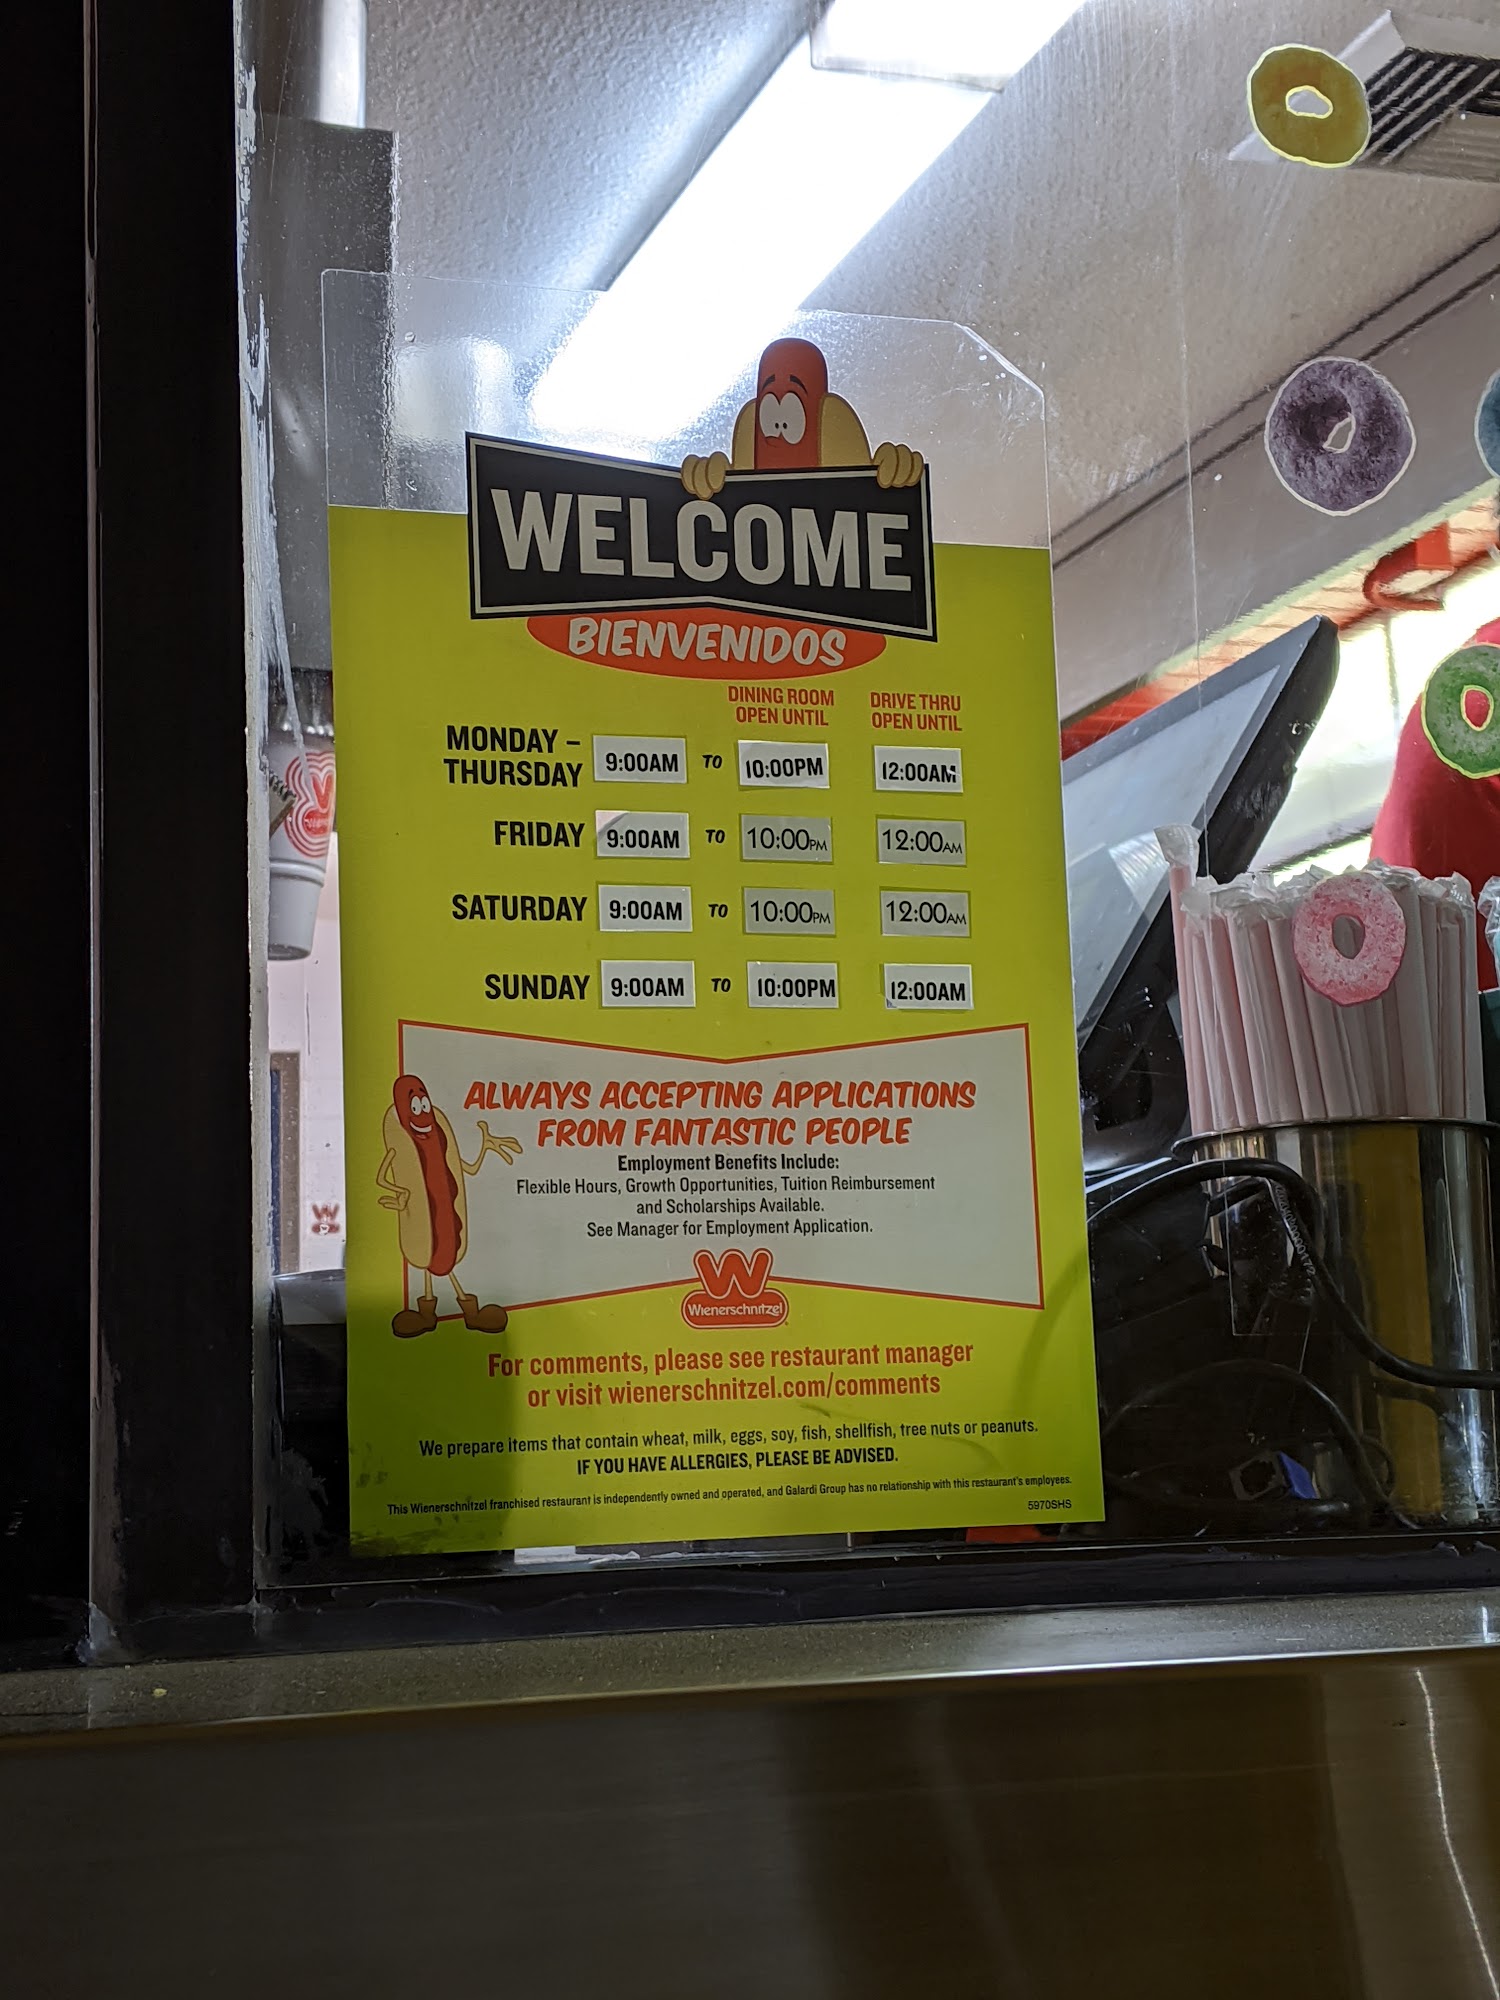 WELCOME
BIENVENIDOS
DINING ROOM
OPEN UNTIL
DRIVE THRU
OPEN UNTIL
MONDAY –
THURSDAY 9:00AM TO 10:00PM 12:00AM
FRIDAY 9:00AM TO 10:00PM 12:00AM
SATURDAY 9:00AM TO 10:00PM 12:00AM
SUNDAY 9:00AM TO 10:00PM 12:00AM
ALWAYS ACCEPTING APPLICATIONS
FROM FANTASTIC PEOPLE
Employment Benefits Include:
Flexible Hours, Growth Opportunities, Tuition Reimbursement
and Scholarships Available.
See Manager for Employment Application.
W
Wienerschnitzel
For comments, please see restaurant manager
or visit wienerschnitzel.com/comments
We prepare items that contain wheat, milk, eggs, soy, fish, shellfish, tree nuts or peanuts.
IF YOU HAVE ALLERGIES, PLEASE BE ADVISED.
This Wienerschnitzel franchised restaurant is independently owned and operated, and Galardi Group has no relationship with this restaurant's employees.
5970SHS